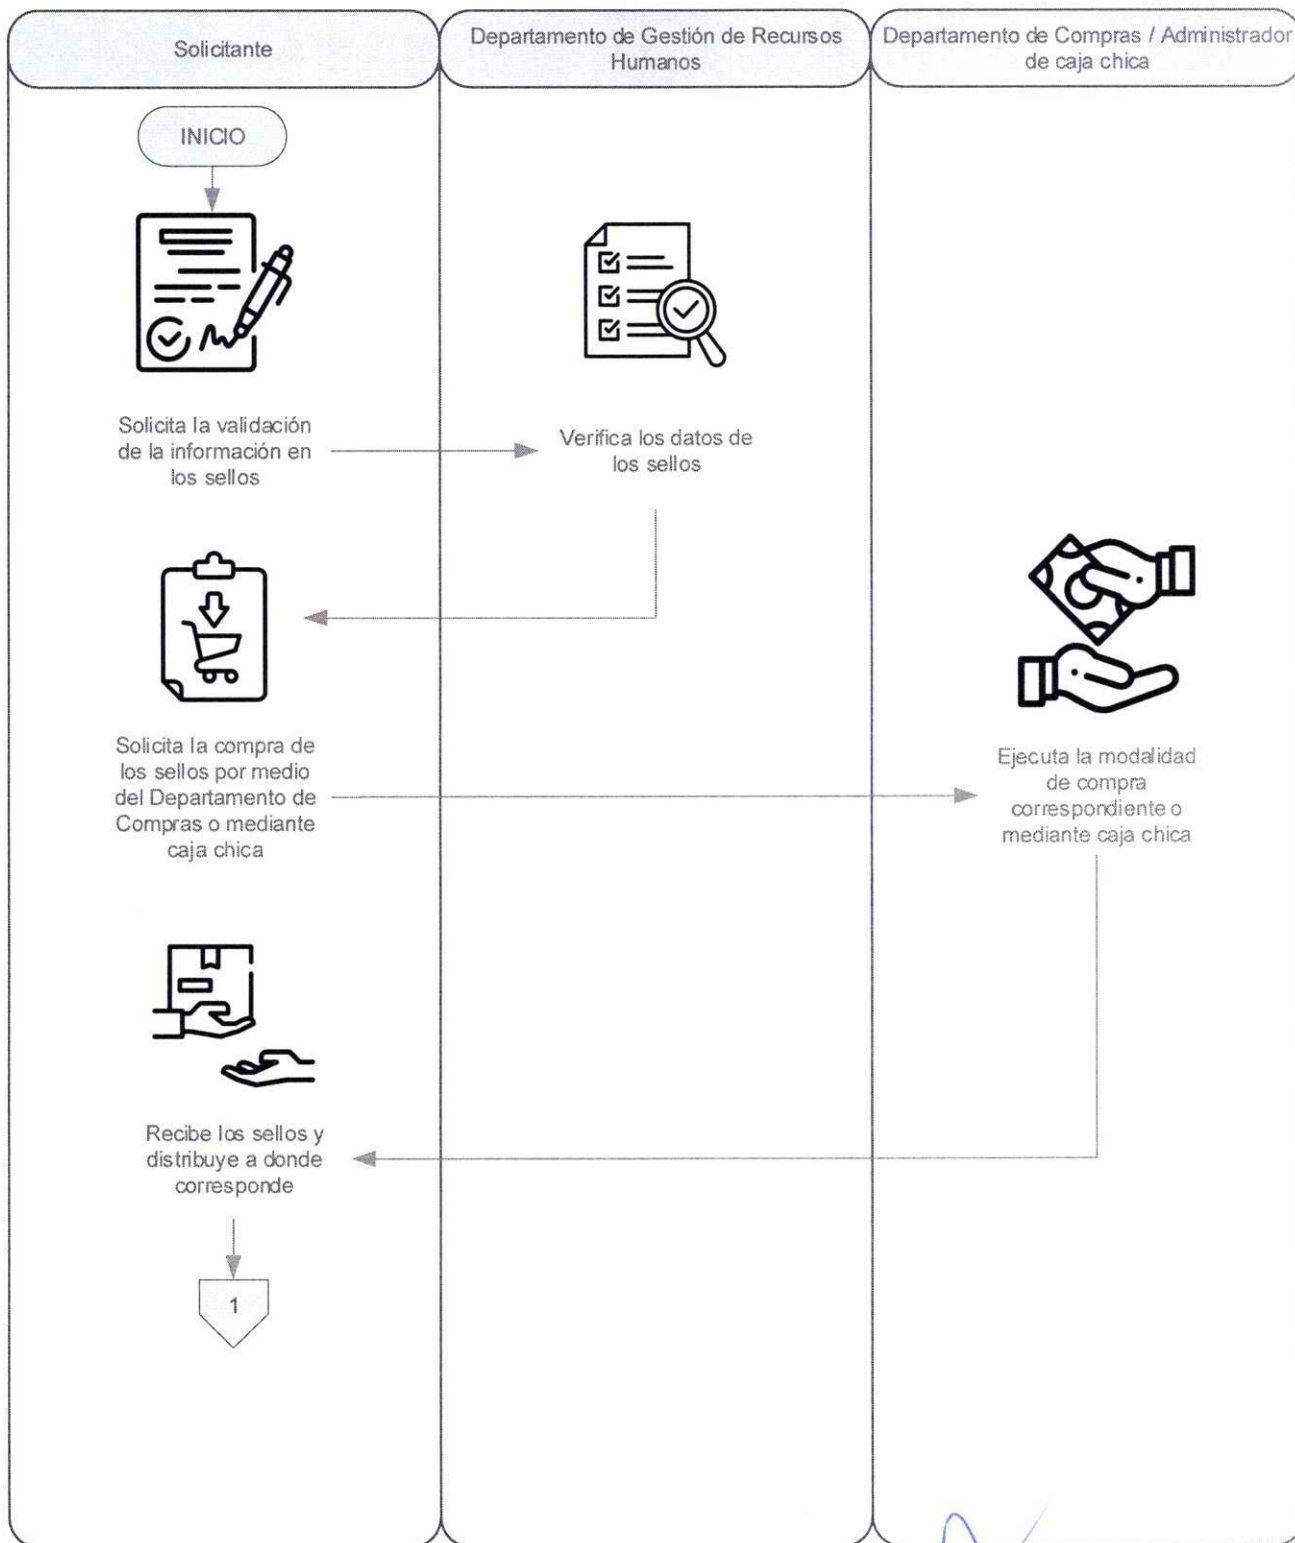 Solicitante
Departamento de Gestión de Recursos
Humanos
Departamento de Compras / Administrador
de caja chica
INICIO
Solicita la validación
de la información en
los sellos
Verifica los datos de
los sellos
Solicita la compra de
los sellos por medio
del Departamento de
Compras o mediante
caja chica
Ejecuta la modalidad
de compra
correspondiente o
mediante caja chica
Recibe los sellos y
distribuye a donde
corresponde
1